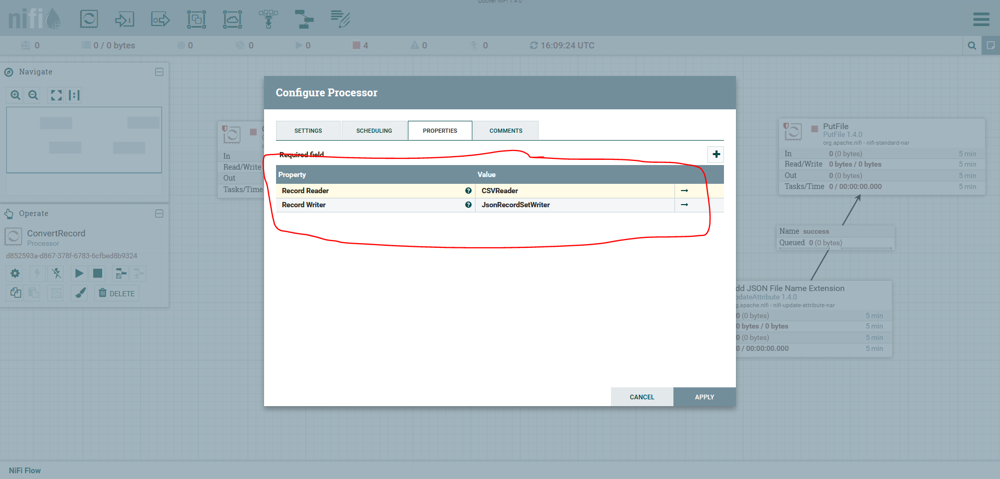 Docker NiFi 1.4.0
nifi
0
0 / 0 bytes
0
0
0
4
0
0
16:09:24 UTC
Navigate
Operate
ConvertRecord
Processor
d852593a-d867-378f-6783-6cfbed8b9324
DELETE
In
Read/Write
Out
Tasks/Time
Configure Processor
SETTINGS
SCHEDULING
PROPERTIES
COMMENTS
Required field
Property Value
Record Reader CSVReader
Record Writer JsonRecordSetWriter
CANCEL
APPLY
PutFile
PutFile 1.4.0
org.apache.nifi - nifi-standard-nar
In 0 (0 bytes) 5 min
Read/Write 0 bytes / 0 bytes 5 min
Out 0 (0 bytes) 5 min
Tasks/Time 0 / 00:00:00.000 5 min
Name success
Queued 0 (0 bytes)
dd JSON File Name Extension
pdateAttribute 1.4.0
g.apache.nifi - nifi-update-attribute-nar
0 (0 bytes) 5 min
0 bytes / 0 bytes 5 min
0 (0 bytes) 5 min
0 / 00:00:00.000 5 min
NiFi Flow